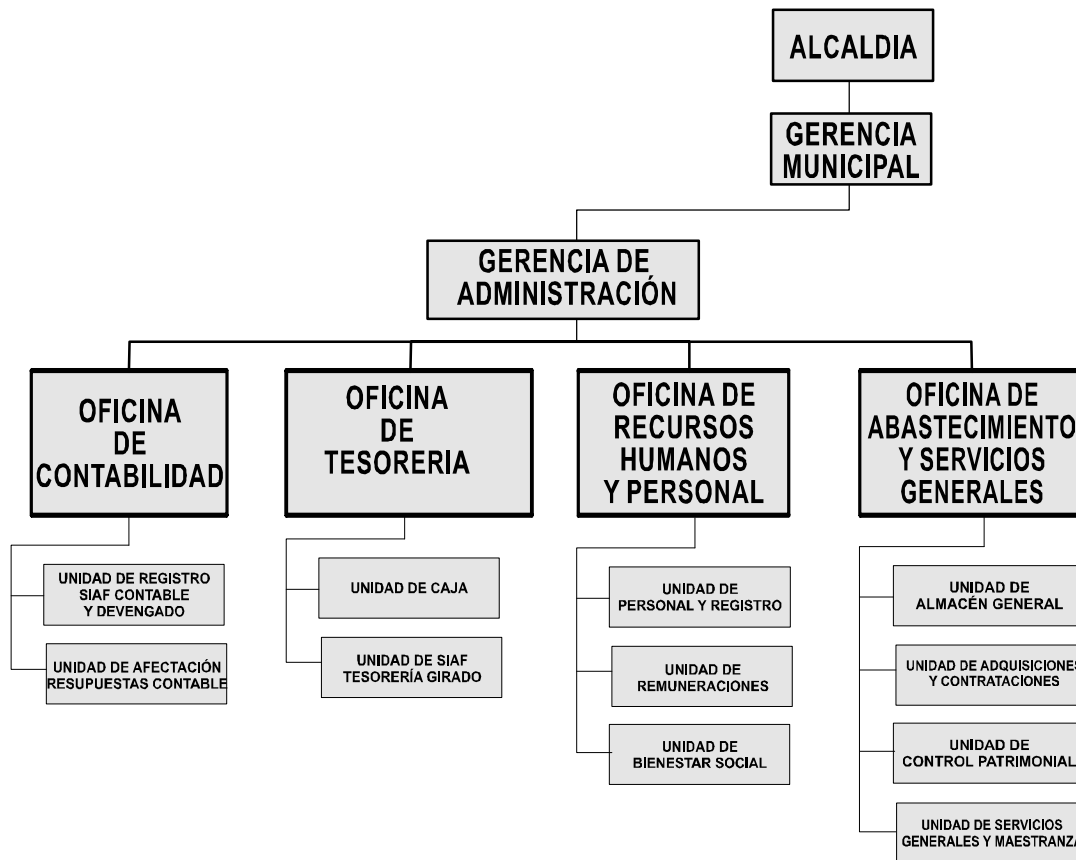 ALCALDIA
GERENCIA
MUNICIPAL
GERENCIA DE
ADMINISTRACIÓN
OFICINA
DE
CONTABILIDAD
OFICINA
DE
TESORERIA
OFICINA DE
RECURSOS
HUMANOS
Y PERSONAL
OFICINA DE
ABASTECIMIENTO
Y SERVICIOS
GENERALES
UNIDAD DE REGISTRO
SIAF CONTABLE
Y DEVENGADO
UNIDAD DE AFECTACIÓN
RESUPUESTAS CONTABLE
UNIDAD DE CAJA
UNIDAD DE SIAF
TESORERÍA GIRADO
UNIDAD DE
PERSONAL Y REGISTRO
UNIDAD DE
REMUNERACIONES
UNIDAD DE
BIENESTAR SOCIAL
UNIDAD DE
ALMACÉN GENERAL
UNIDAD DE ADQUISICIONES
Y CONTRATACIONES
UNIDAD DE
CONTROL PATRIMONIAL
UNIDAD DE SERVICIOS
GENERALES Y MAESTRANZA